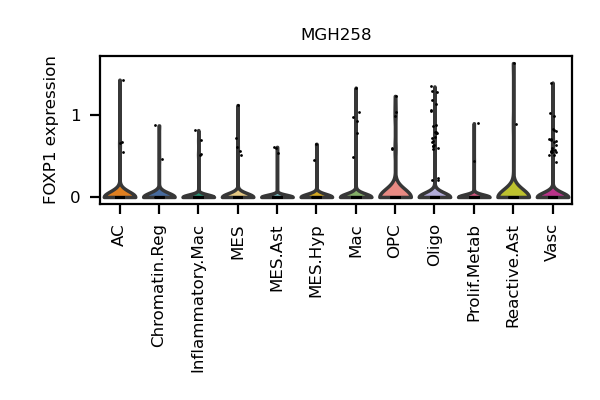 MGH258
FOXP1 expression
1
0
AC
Chromatin.Reg
Inflammatory.Mac
MES
MES.Ast
MES.Hyp
Mac
OPC
Oligo
Prolif.Metab
Reactive.Ast
Vasc